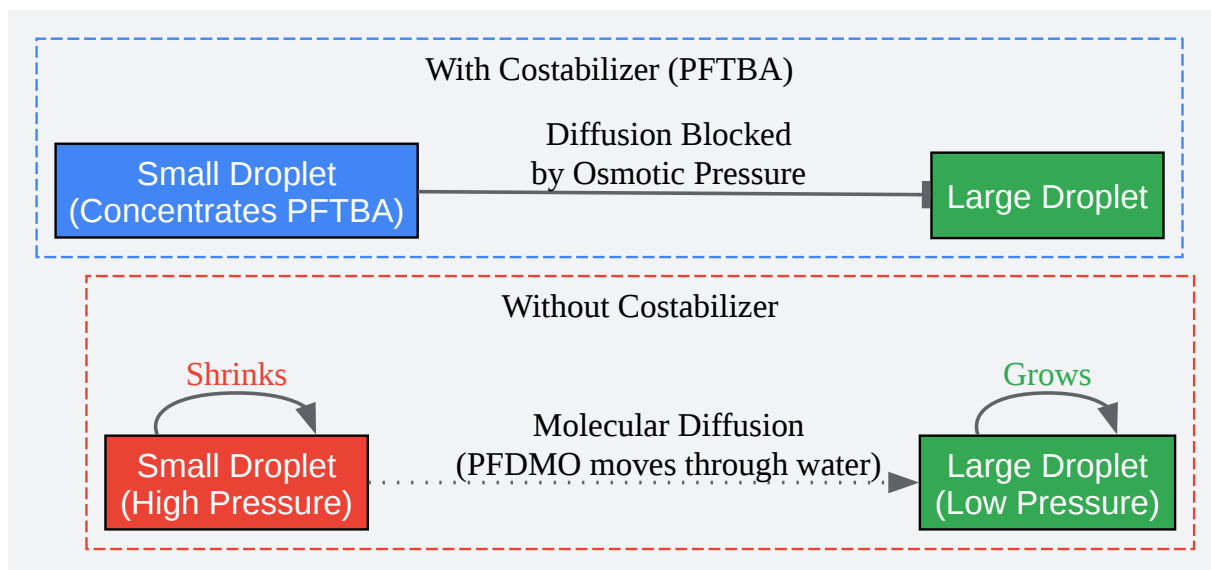 With Costabilizer (PFTBA)
Diffusion Blocked
by Osmotic Pressure
Small Droplet
(Concentrates PFTBA)
Large Droplet
Without Costabilizer
Shrinks
Grows
Molecular Diffusion
(PFDMO moves through water)
Small Droplet
(High Pressure)
Large Droplet
(Low Pressure)